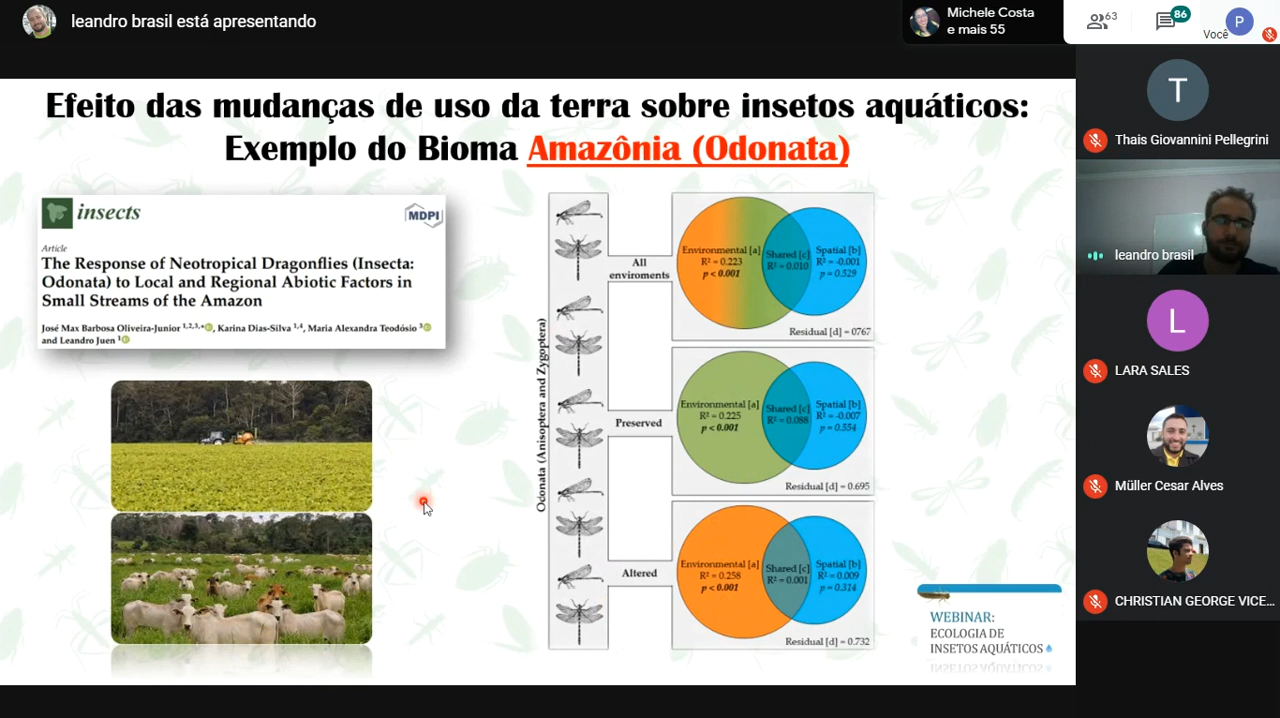 leandro brasil está apresentando
Michele Costa
e mais 55
63
86
P
Você
Efeito das mudanças de uso da terra sobre insetos aquáticos:
Exemplo do Bioma Amazônia (Odonata)
insects
MDPI
Article
The Response of Neotropical Dragonflies (Insecta:
Odonata) to Local and Regional Abiotic Factors in
Small Streams of the Amazon
José Max Barbosa Oliveira-Junior 1,2,3,*, Karina Dias-Silva 1,4, Maria Alexandra Teodósio 3
and Leandro Juen 1
Odonata (Anisoptera and Zygoptera)
All
enviroments
Environmental [a]
R² = 0.223
p < 0.001
Shared [c]
R² = 0.010
Spatial [b]
R² = -0.001
p = 0.529
Residual [d] = 0767
Preserved
Environmental [a]
R² = 0.225
p < 0.001
Shared [c]
R² = 0.088
Spatial [b]
R² = -0.007
p = 0.554
Residual [d] = 0.695
Altered
Environmental [a]
R² = 0.258
p < 0.001
Shared [c]
R² = 0.001
Spatial [b]
R² = 0.009
p = 0.314
Residual [d] = 0.732
WEBINAR:
ECOLOGIA DE
INSETOS AQUÁTICOS
T
Thais Giovannini Pellegrini
leandro brasil
L
LARA SALES
Müller Cesar Alves
CHRISTIAN GEORGE VICE...